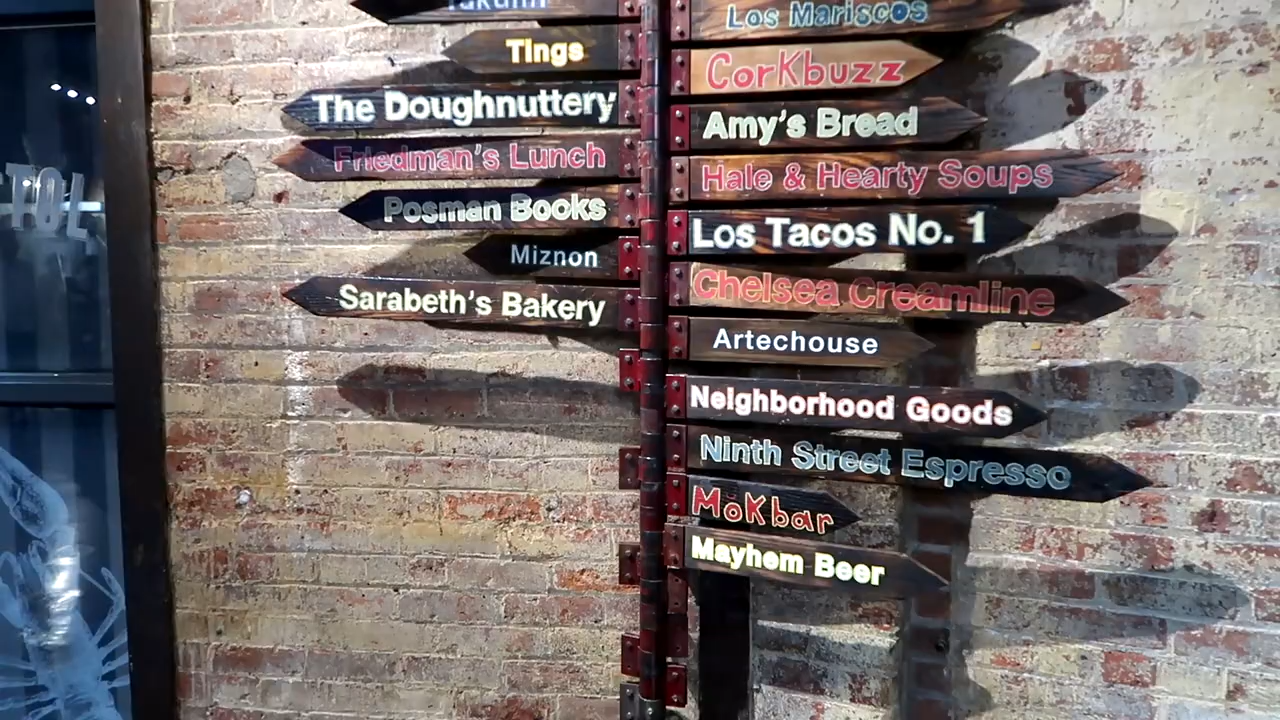 TOL
Tings
The Doughnuttery
Friedman's Lunch
Posman Books
Miznon
Sarabeth's Bakery
Los Mariscos
CorKbuzz
Amy's Bread
Hale & Hearty Soups
Los Tacos No. 1
Chelsea Creamline
Artechouse
Neighborhood Goods
Ninth Street Espresso
MoKbar
Mayhem Beer